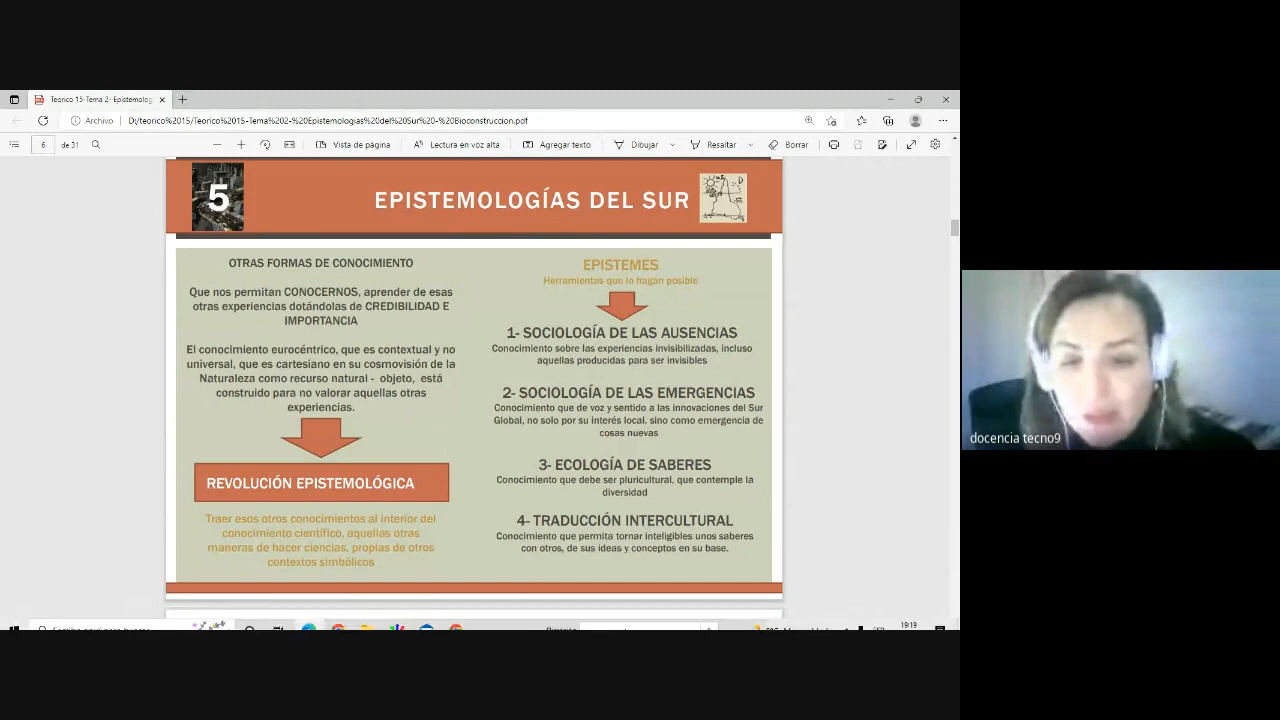 Teorico 15-Tema 2- Epistemolog
Archivo
D:/teorico%2015/Teorico%2015-Tema%202-%20Epistemologias%20del%20Sur%20-%20Bioconstruccion.pdf
6 de 31
Vista de página
Lectura en voz alta
Agregar texto
Dibujar
Resaltar
Borrar
5
EPISTEMOLOGÍAS DEL SUR
OTRAS FORMAS DE CONOCIMIENTO
Que nos permitan CONOCERNOS, aprender de esas
otras experiencias dotándolas de CREDIBILIDAD E
IMPORTANCIA
El conocimiento eurocéntrico, que es contextual y no
universal, que es cartesiano en su cosmovisión de la
Naturaleza como recurso natural - objeto, está
construido para no valorar aquellas otras
experiencias.
REVOLUCIÓN EPISTEMOLÓGICA
Traer esos otros conocimientos al interior del
conocimiento científico, aquellas otras
maneras de hacer ciencias, propias de otros
contextos simbólicos
EPISTEMES
Herramientas que lo hagan posible
1- SOCIOLOGÍA DE LAS AUSENCIAS
Conocimiento sobre las experiencias invisibilizadas, incluso
aquellas producidas para ser invisibles
2- SOCIOLOGÍA DE LAS EMERGENCIAS
Conocimiento que de voz y sentido a las innovaciones del Sur
Global, no solo por su interés local, sino como emergencia de
cosas nuevas
3- ECOLOGÍA DE SABERES
Conocimiento que debe ser pluricultural, que contemple la
diversidad
4- TRADUCCIÓN INTERCULTURAL
Conocimiento que permita tornar inteligibles unos saberes
con otros, de sus ideas y conceptos en su base.
19:19
docencia tecno9